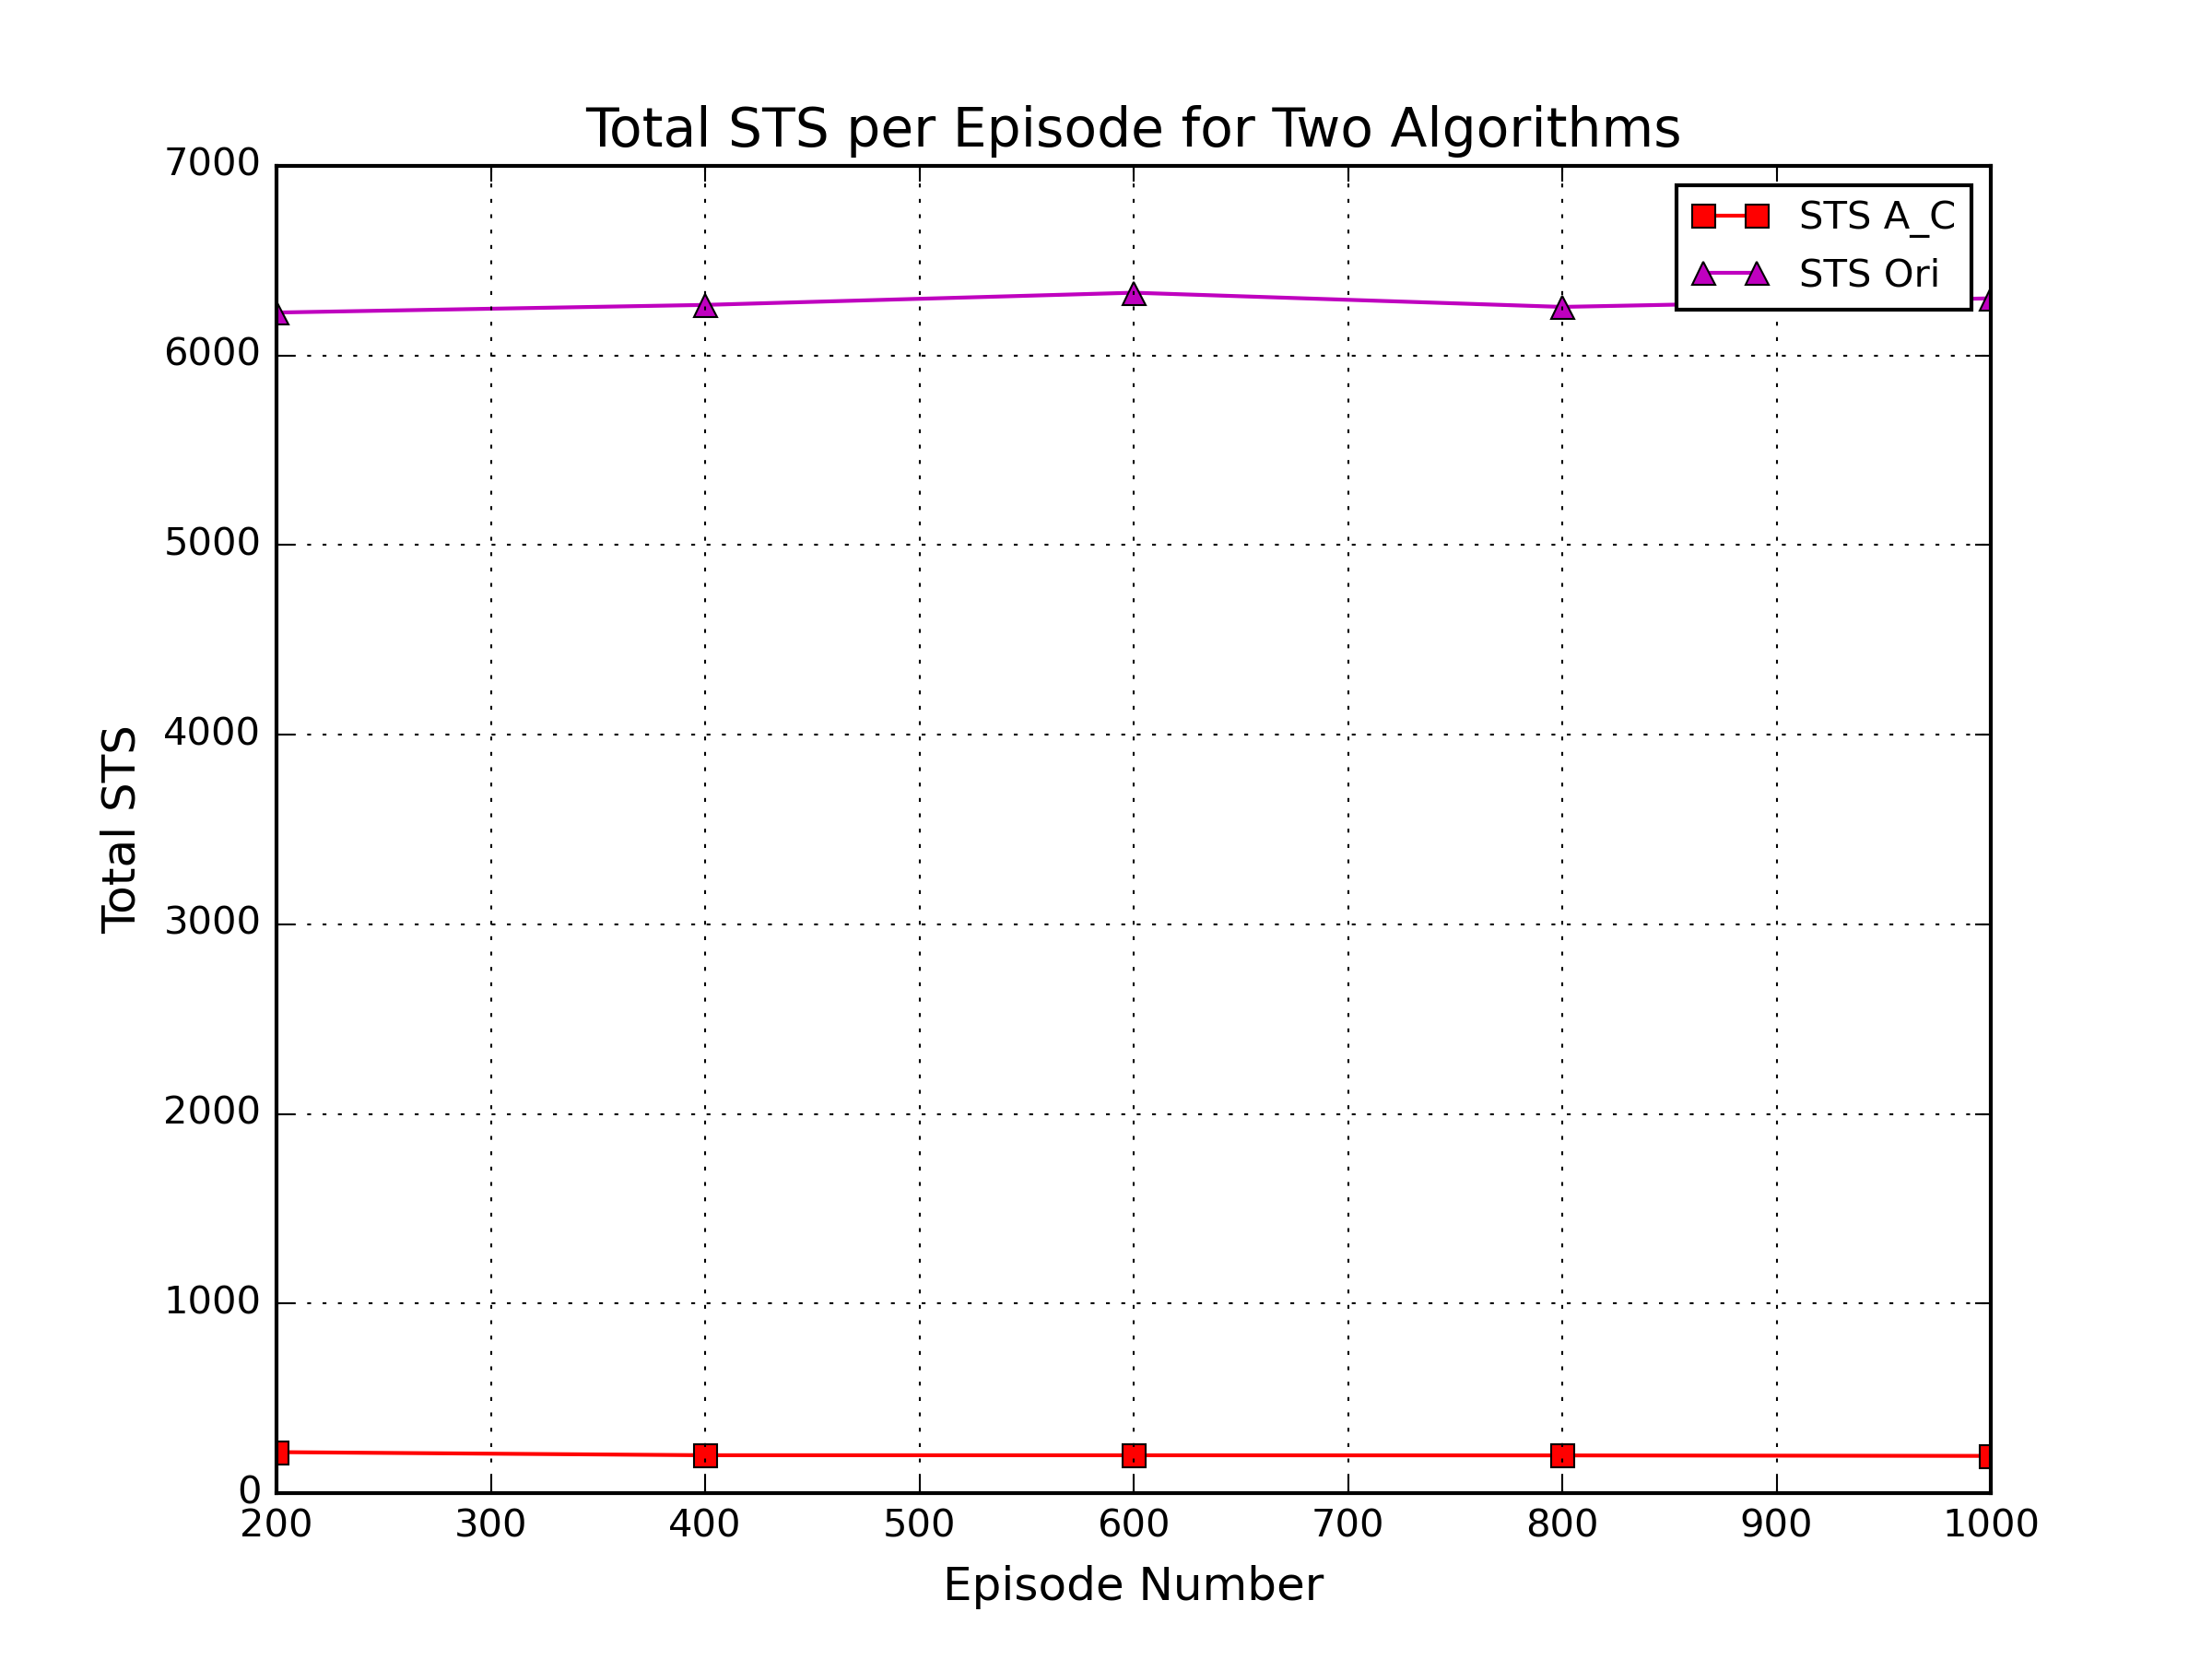 Total STS per Episode for Two Algorithms
7000
6000
5000
4000
3000
2000
1000
0
Total STS
STS A_C
STS Ori
200 300 400 500 600 700 800 900 1000
Episode Number